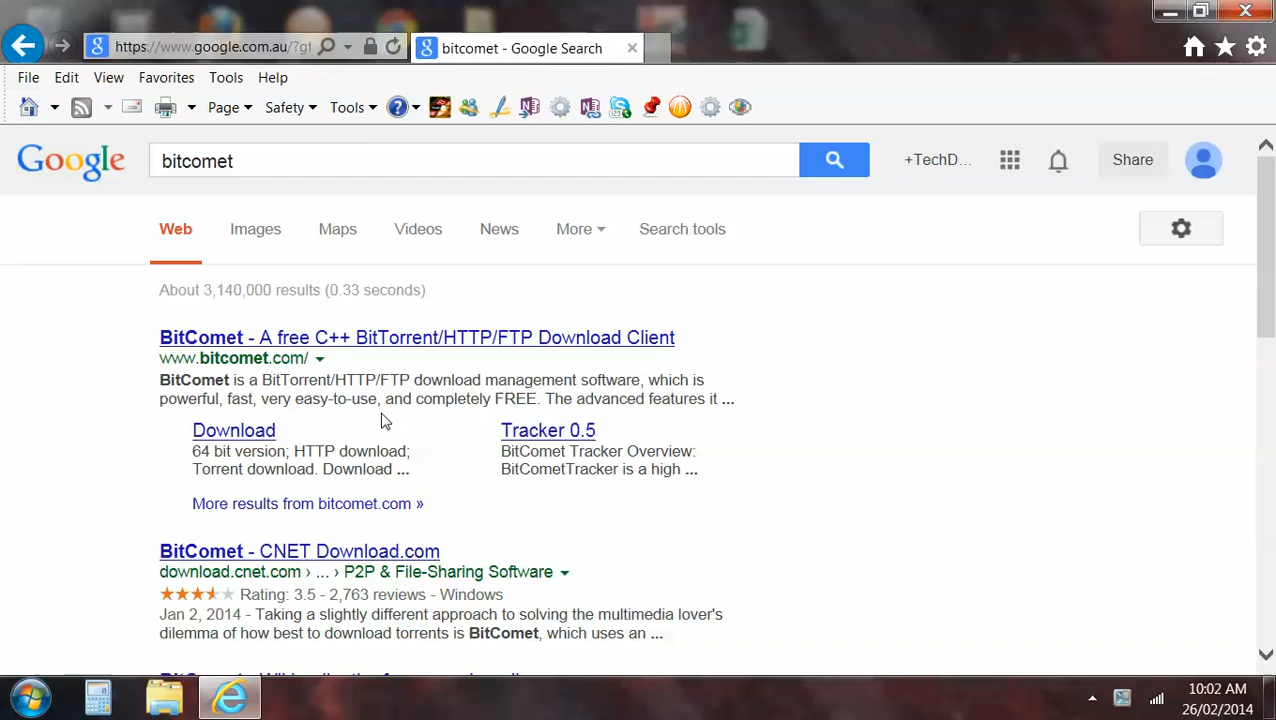 https://www.google.com.au/?gf
bitcomet - Google Search
File Edit View Favorites Tools Help
Page Safety Tools
Google bitcomet +TechD... Share
Web Images Maps Videos News More Search tools
About 3,140,000 results (0.33 seconds)
BitComet - A free C++ BitTorrent/HTTP/FTP Download Client
www.bitcomet.com/
BitComet is a BitTorrent/HTTP/FTP download management software, which is
powerful, fast, very easy-to-use, and completely FREE. The advanced features it ...
Download Tracker 0.5
64 bit version; HTTP download; BitComet Tracker Overview:
Torrent download. Download ... BitCometTracker is a high ...
More results from bitcomet.com »
BitComet - CNET Download.com
download.cnet.com › ... › P2P & File-Sharing Software
Rating: 3.5 - 2,763 reviews - Windows
Jan 2, 2014 - Taking a slightly different approach to solving the multimedia lover's
dilemma of how best to download torrents is BitComet, which uses an ...
10:02 AM
26/02/2014